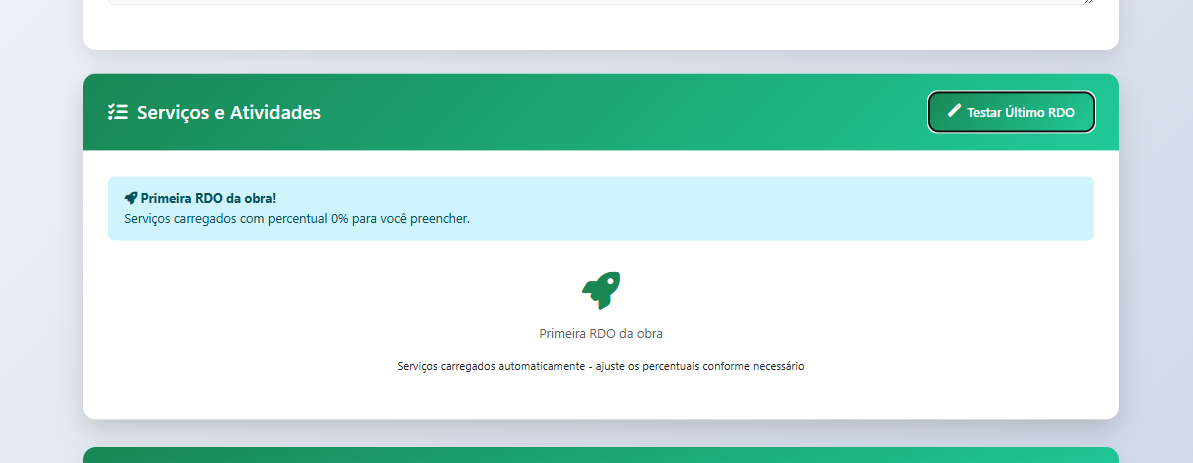 Serviços e Atividades
Testar Último RDO
Primeira RDO da obra!
Serviços carregados com percentual 0% para você preencher.
Primeira RDO da obra
Serviços carregados automaticamente - ajuste os percentuais conforme necessário